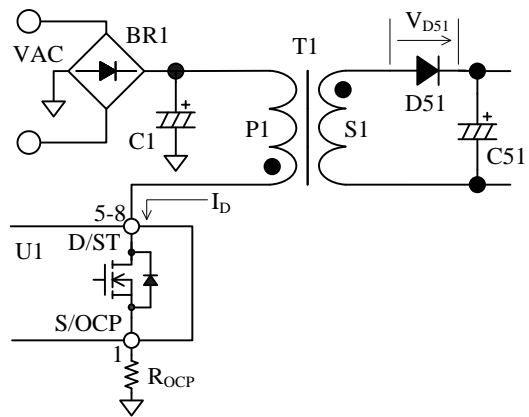 VAC
BR1
T1
V_D51
D51
P1
S1
C1
C51
5-8
I_D
D/ST
U1
S/OCP
1
R_OCP
+
+